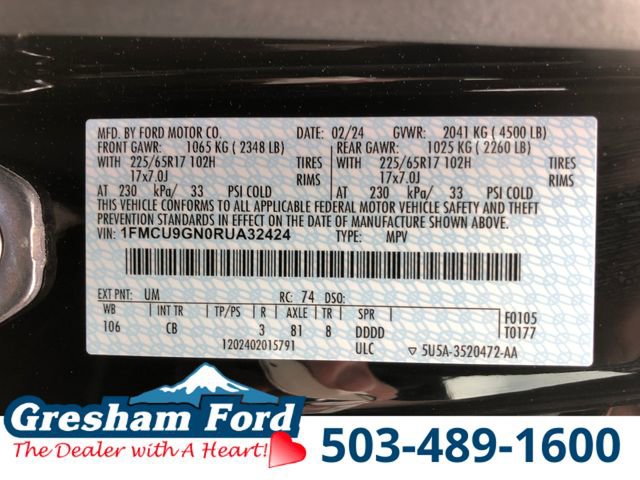 MFD. BY FORD MOTOR CO. DATE: 02/24 GVWR: 2041 KG ( 4500 LB)
FRONT GAWR: 1065 KG ( 2348 LB) REAR GAWR: 1025 KG ( 2260 LB)
WITH 225/65R17 102H TIRES WITH 225/65R17 102H TIRES
17x7.0J RIMS 17x7.0J RIMS
AT 230 kPa/ 33 PSI COLD AT 230 kPa/ 33 PSI COLD
THIS VEHICLE CONFORMS TO ALL APPLICABLE FEDERAL MOTOR VEHICLE SAFETY AND THEFT
PREVENTION STANDARDS IN EFFECT ON THE DATE OF MANUFACTURE SHOWN ABOVE.
VIN: 1FMCU9GN0RUA32424 TYPE: MPV
EXT PNT: UM RC: 74 DSO:
WB INT TR TP/PS R AXLE TR SPR F0105
106 CB 3 81 8 DDDD T0177
1202402015791 ULC ▽ 5U5A-3520472-AA
Gresham Ford
The Dealer with A Heart!
503-489-1600